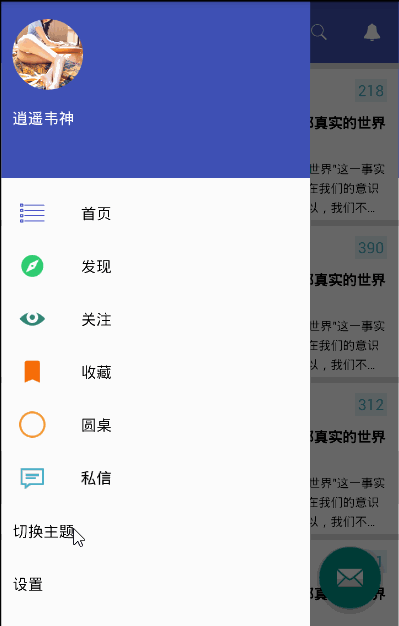 逍遥韦神
首页
发现
关注
收藏
圆桌
私信
切换主题
设置
218
真实的世界
世界"这一事实
在我们的意识
以，我们不...
390
真实的世界
世界"这一事实
在我们的意识
以，我们不...
312
真实的世界
世界"这一事实
在我们的意识
以，我们不...
真实的世界